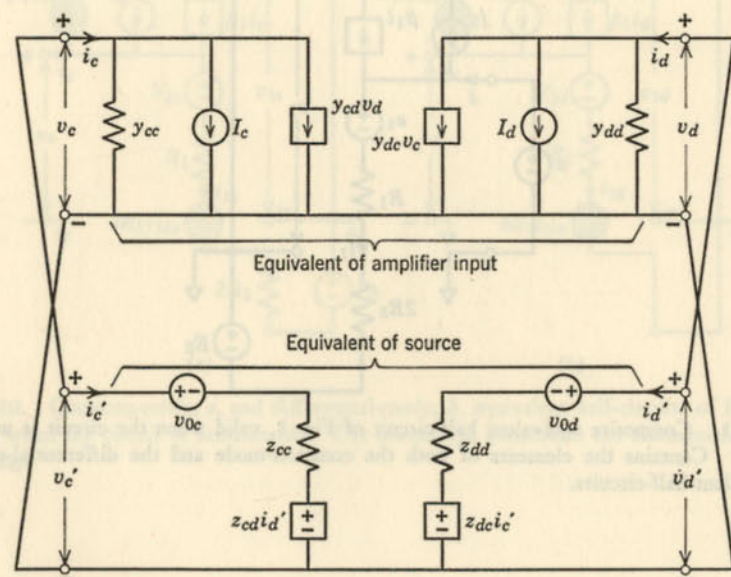 + +
i_c i_d
v_c y_cc I_c y_cd v_d y_dc v_c I_d y_dd v_d
− −
Equivalent of amplifier input
Equivalent of source
+ +
i_c′ + − − + i_d′
v_0c v_0d
z_cc z_dd
v_c′ v_d′
z_cd i_d′ + − + − z_dc i_c′